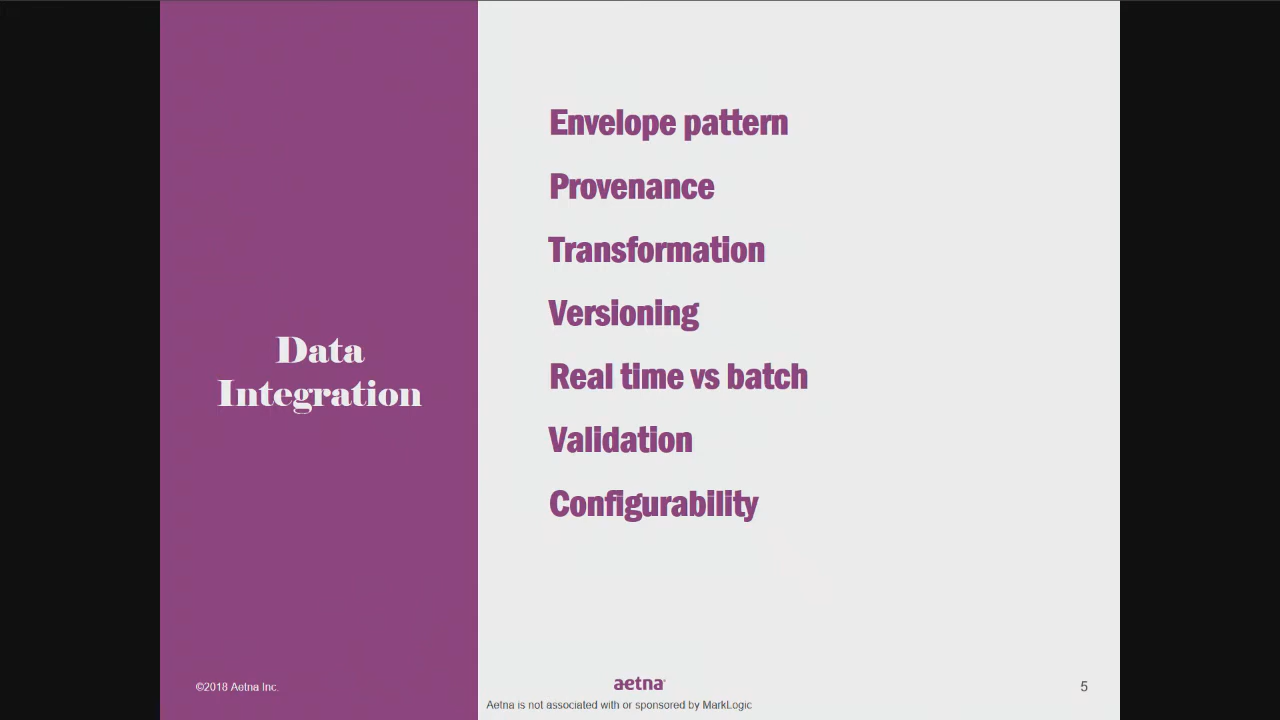 Data
Integration
Envelope pattern
Provenance
Transformation
Versioning
Real time vs batch
Validation
Configurability
©2018 Aetna Inc.
aetna®
5
Aetna is not associated with or sponsored by MarkLogic